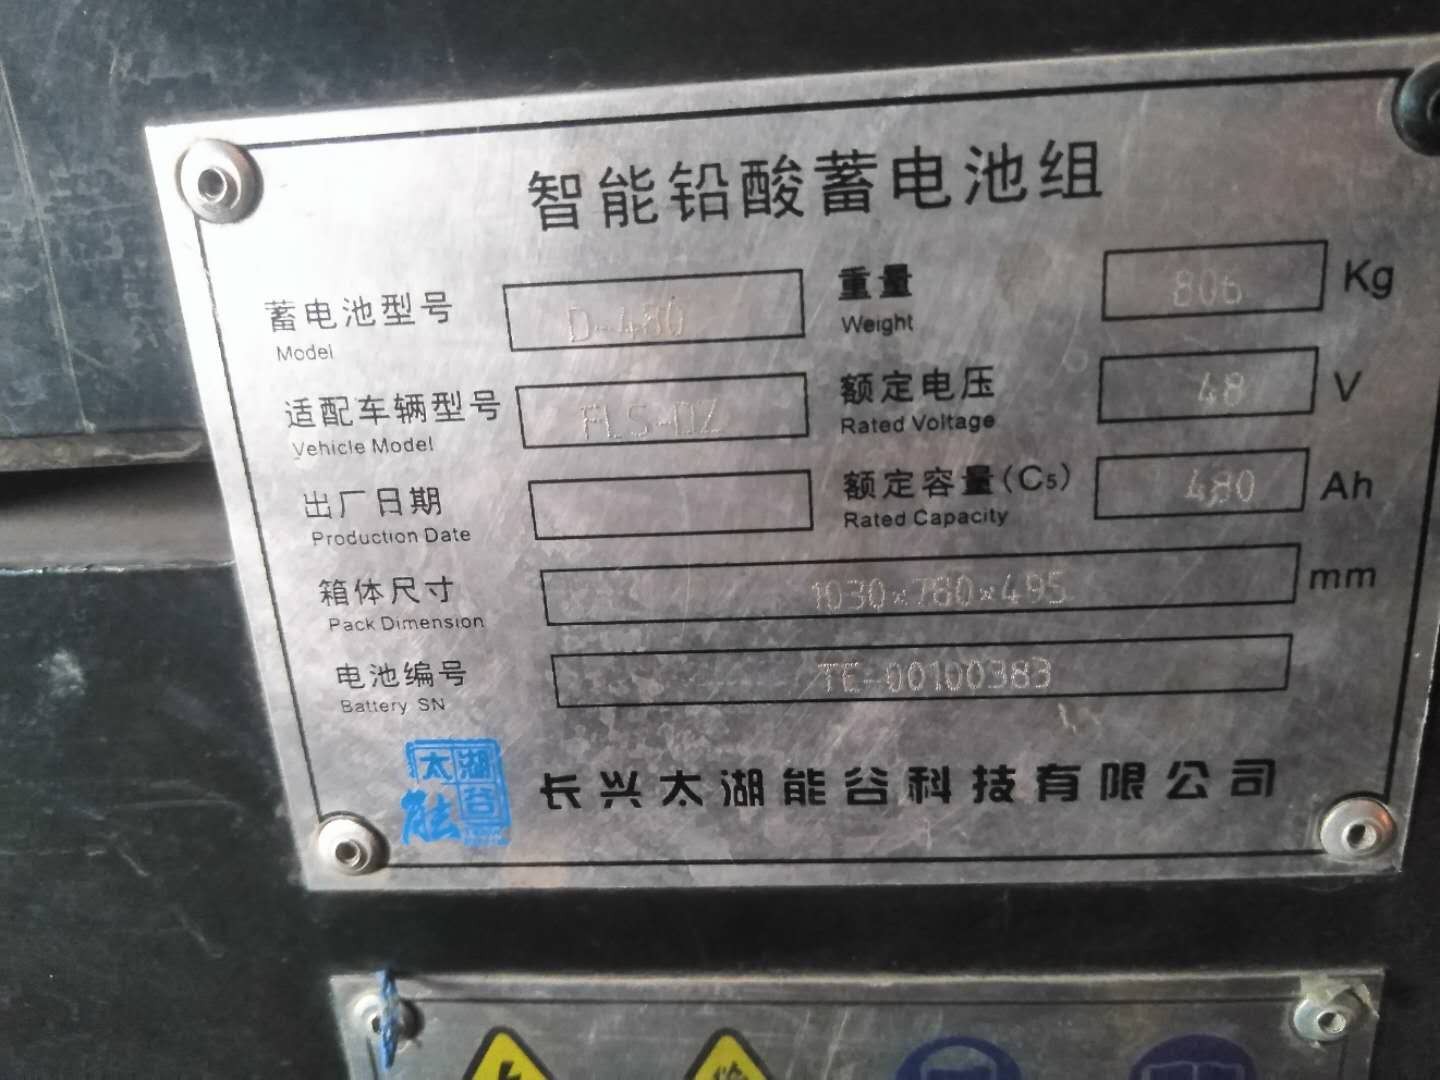 智能铅酸蓄电池组
蓄电池型号 D-480 重量 806 Kg
Model Weight
适配车辆型号 FLS-DZ 额定电压 48 V
Vehicle Model Rated Voltage
出厂日期 额定容量(C5) 480 Ah
Production Date Rated Capacity
箱体尺寸 1030×780×495 mm
Pack Dimension
电池编号 TE-00100383
Battery SN
太湖
能谷
长兴太湖能谷科技有限公司